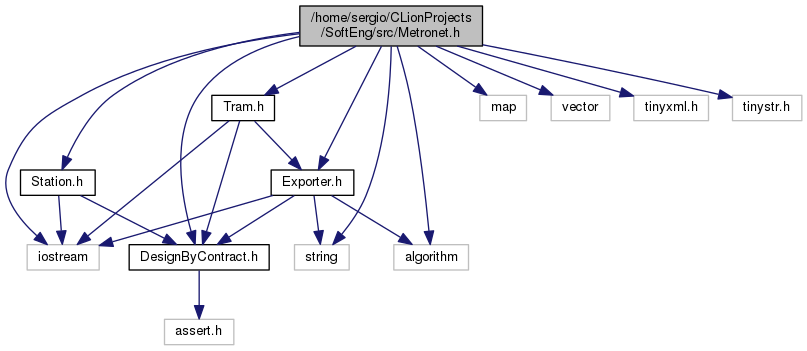 /home/sergio/CLionProjects
/SoftEng/src/Metronet.h
Tram.h
map
vector
tinyxml.h
tinystr.h
Station.h
Exporter.h
iostream
DesignByContract.h
string
algorithm
assert.h